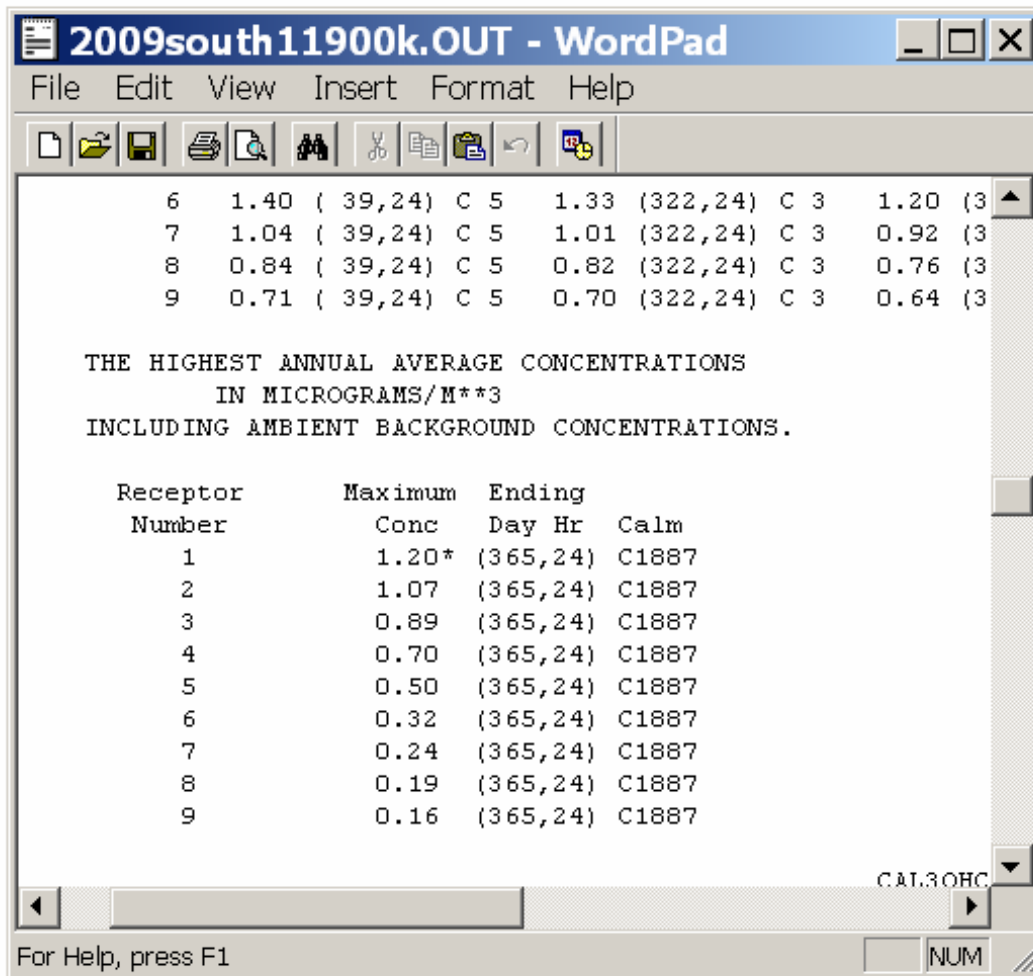 2009south11900k.OUT - WordPad
File Edit View Insert Format Help
6 1.40 ( 39,24) C 5 1.33 (322,24) C 3 1.20 (3
7 1.04 ( 39,24) C 5 1.01 (322,24) C 3 0.92 (3
8 0.84 ( 39,24) C 5 0.82 (322,24) C 3 0.76 (3
9 0.71 ( 39,24) C 5 0.70 (322,24) C 3 0.64 (3
THE HIGHEST ANNUAL AVERAGE CONCENTRATIONS
IN MICROGRAMS/M**3
INCLUDING AMBIENT BACKGROUND CONCENTRATIONS.
Receptor Maximum Ending
Number Conc Day Hr Calm
1 1.20* (365,24) C1887
2 1.07 (365,24) C1887
3 0.89 (365,24) C1887
4 0.70 (365,24) C1887
5 0.50 (365,24) C1887
6 0.32 (365,24) C1887
7 0.24 (365,24) C1887
8 0.19 (365,24) C1887
9 0.16 (365,24) C1887
CAL3QHC
For Help, press F1 NUM